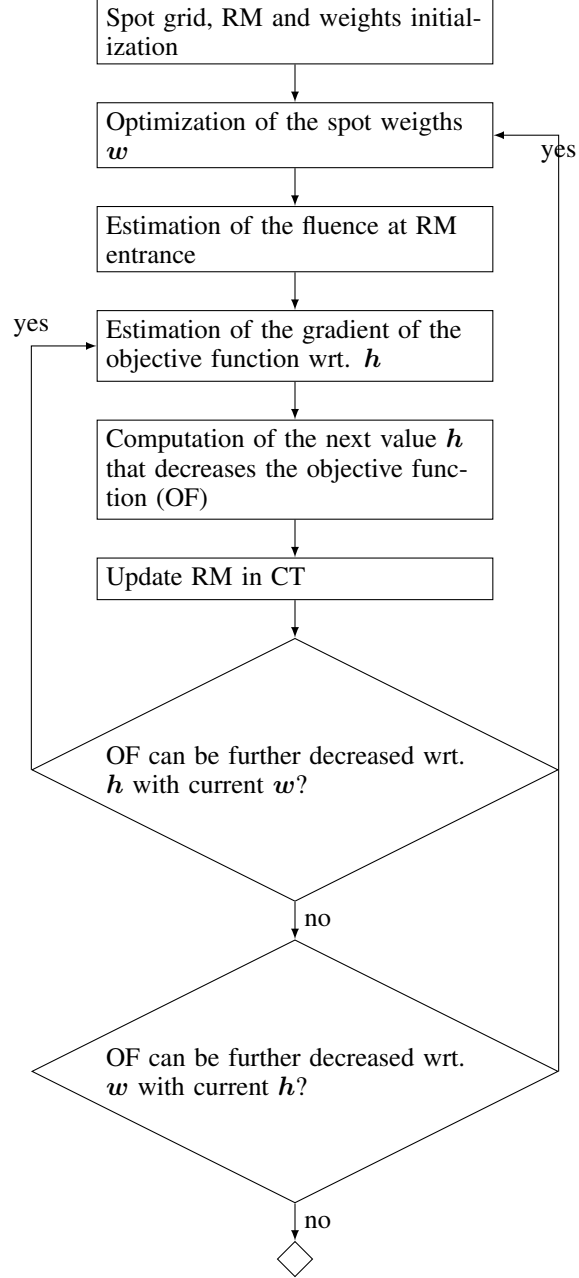 Spot grid, RM and weights initial-
ization
Optimization of the spot weigths
w
yes
Estimation of the fluence at RM
entrance
yes
Estimation of the gradient of the
objective function wrt. h
Computation of the next value h
that decreases the objective func-
tion (OF)
Update RM in CT
OF can be further decreased wrt.
h with current w?
no
OF can be further decreased wrt.
w with current h?
no